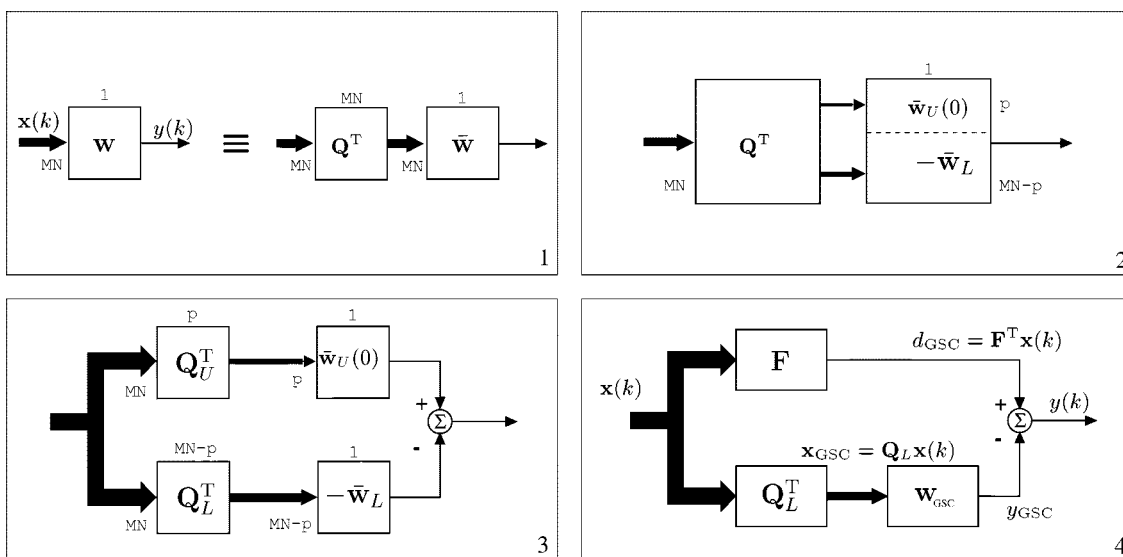 1
x(k)
MN
w
y(k)
≡
MN
MN
Q^T
MN
1
w̄
1
MN
Q^T
1
w̄_U(0)
−w̄_L
p
MN-p
2
p
MN
Q_U^T
p
1
w̄_U(0)
+
Σ
-
MN-p
MN
Q_L^T
MN-p
1
−w̄_L
3
x(k)
F
d_GSC = F^T x(k)
+
Σ
-
y(k)
x_GSC = Q_L x(k)
Q_L^T
w_GSC
y_GSC
4